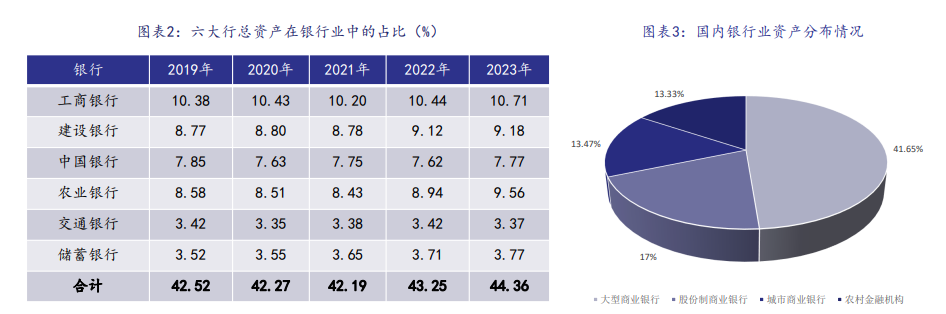 图表2：六大行总资产在银行业中的占比（%）
银行 2019年 2020年 2021年 2022年 2023年
工商银行 10.38 10.43 10.20 10.44 10.71
建设银行 8.77 8.80 8.78 9.12 9.18
中国银行 7.85 7.63 7.75 7.62 7.77
农业银行 8.58 8.51 8.43 8.94 9.56
交通银行 3.42 3.35 3.38 3.42 3.37
储蓄银行 3.52 3.55 3.65 3.71 3.77
合计 42.52 42.27 42.19 43.25 44.36
图表3：国内银行业资产分布情况
13.33%
13.47%
41.65%
17%
大型商业银行 股份制商业银行 城市商业银行 农村金融机构